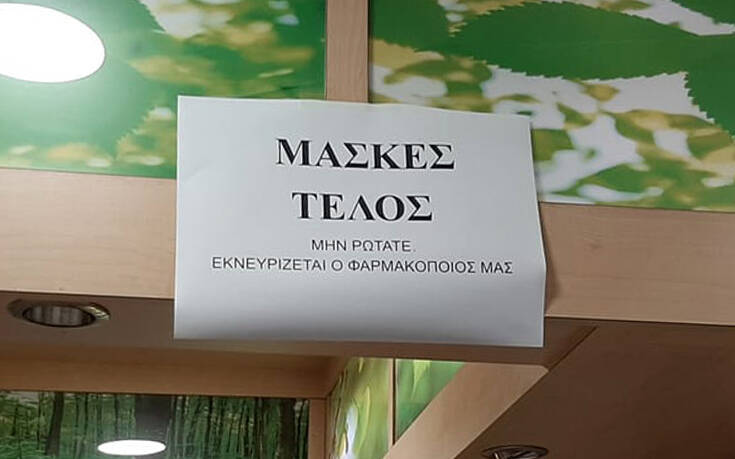 ΜΑΣΚΕΣ
ΤΕΛΟΣ
ΜΗΝ ΡΩΤΑΤΕ.
ΕΚΝΕΥΡΙΖΕΤΑΙ Ο ΦΑΡΜΑΚΟΠΟΙΟΣ ΜΑΣ